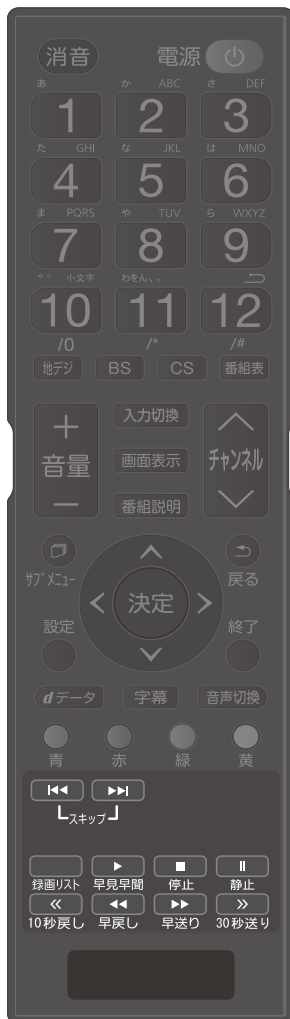 消音 電源
あ か ABC さ DEF
1 2 3
た GHI な JKL は MNO
4 5 6
ま PQRS や TUV ら WXYZ
7 8 9
゛゜ 小文字 わをん、。
10 11 12
/0 /* /#
地デジ BS CS 番組表
＋ 入力切換
音量 画面表示 チャンネル
－ 番組説明
サブメニュー 戻る
決定
設定 終了
dデータ 字幕 音声切換
青 赤 緑 黄
スキップ
録画リスト 早見早聞 停止 静止
10秒戻し 早戻し 早送り 30秒送り